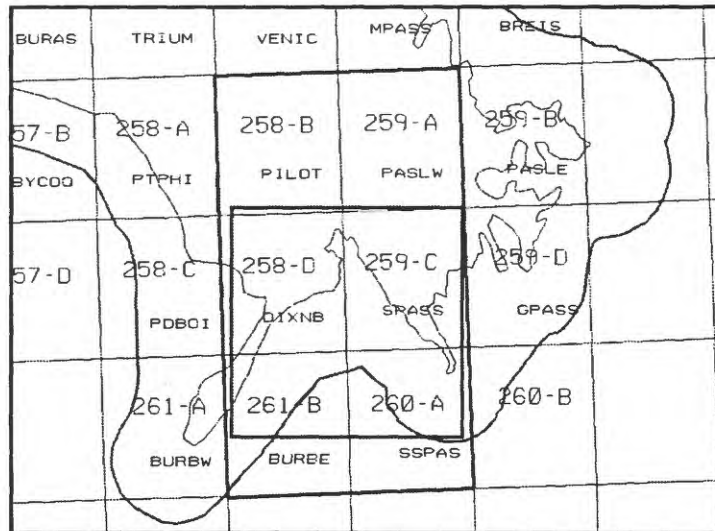 BURAS TRIUM VENIC MPASS BREIS
57-B 258-A 258-B 259-A 259-B
BYCOQ PTPHI PILOT PASLW PASLE
57-D 258-C 258-D 259-C 259-D
PDBOI DIXNB SPASS GPASS
261-A 261-B 260-A 260-B
BURBW BURBE SSPAS